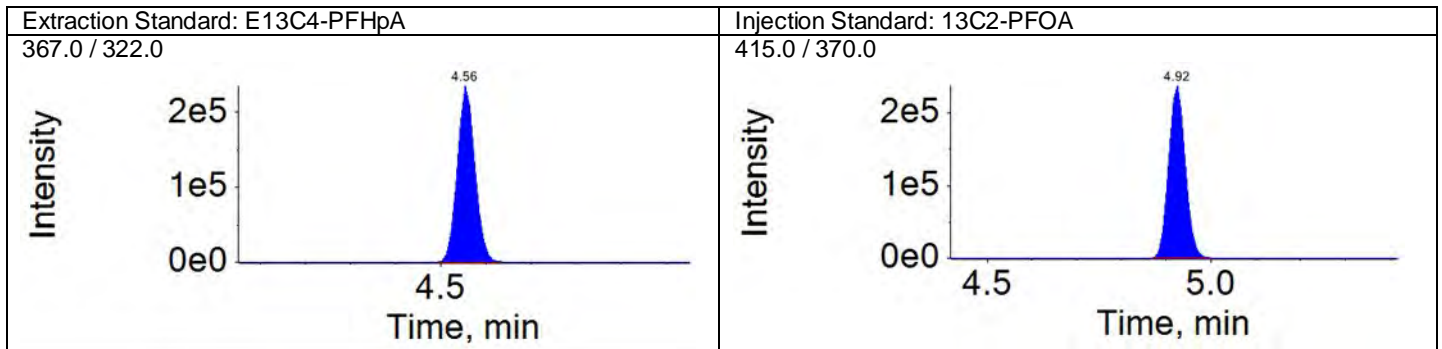 Extraction Standard: E13C4-PFHpA
367.0 / 322.0
4.56
Intensity
2e5
1e5
0e0
4.5
Time, min
Injection Standard: 13C2-PFOA
415.0 / 370.0
4.92
Intensity
2e5
1e5
0e0
4.5 5.0
Time, min